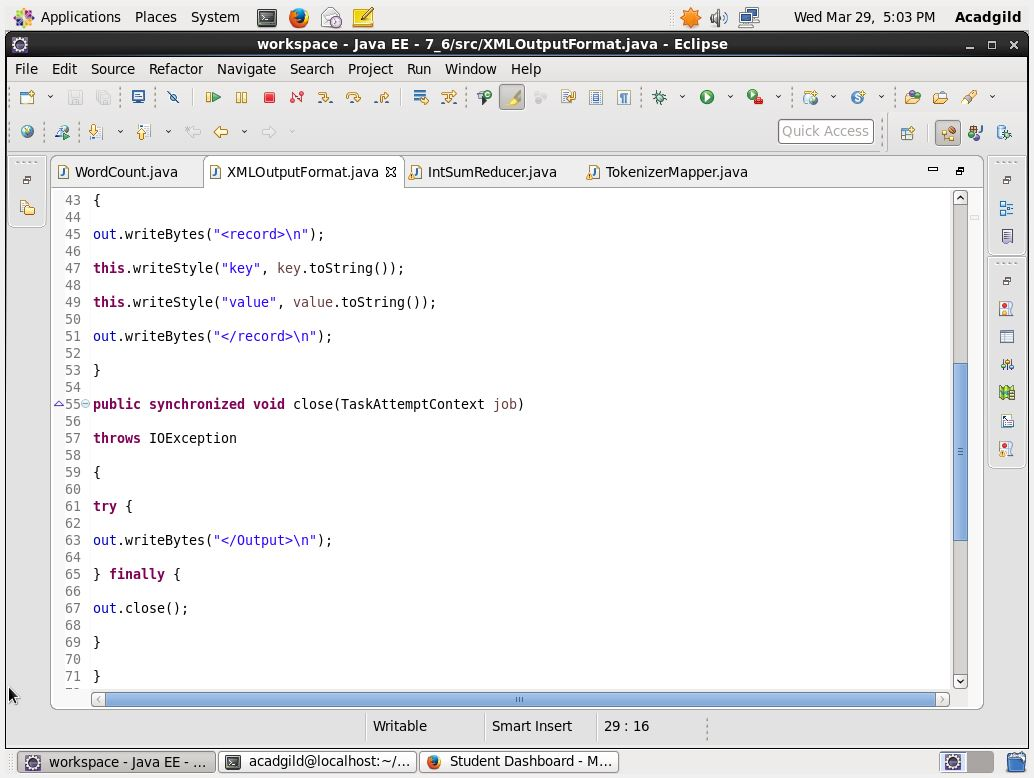 Applications Places System Wed Mar 29, 5:03 PM Acadgild
workspace - Java EE - 7_6/src/XMLOutputFormat.java - Eclipse
File Edit Source Refactor Navigate Search Project Run Window Help
Quick Access
WordCount.java XMLOutputFormat.java IntSumReducer.java TokenizerMapper.java
43 {
44
45 out.writeBytes("<record>\n");
46
47 this.writeStyle("key", key.toString());
48
49 this.writeStyle("value", value.toString());
50
51 out.writeBytes("</record>\n");
52
53 }
54
55 public synchronized void close(TaskAttemptContext job)
56
57 throws IOException
58
59 {
60
61 try {
62
63 out.writeBytes("</Output>\n");
64
65 } finally {
66
67 out.close();
68
69 }
70
71 }
Writable Smart Insert 29 : 16
workspace - Java EE - ... acadgild@localhost:~/... Student Dashboard - M...